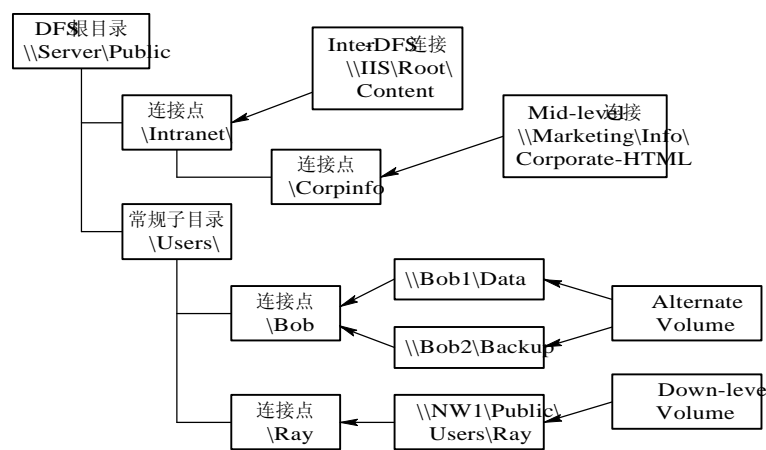 DFS根目录
\\Server\Public
Inter-DFS连接
\\IIS\Root\
Content
连接点
\Intranet\
Mid-level连接
\\Marketing\Info\
Corporate-HTML
连接点
\Corpinfo
常规子目录
\Users\
连接点
\Bob
\\Bob1\Data
\\Bob2\Backup
Alternate
Volume
连接点
\Ray
\\NW1\Public\
Users\Ray
Down-leve
Volume